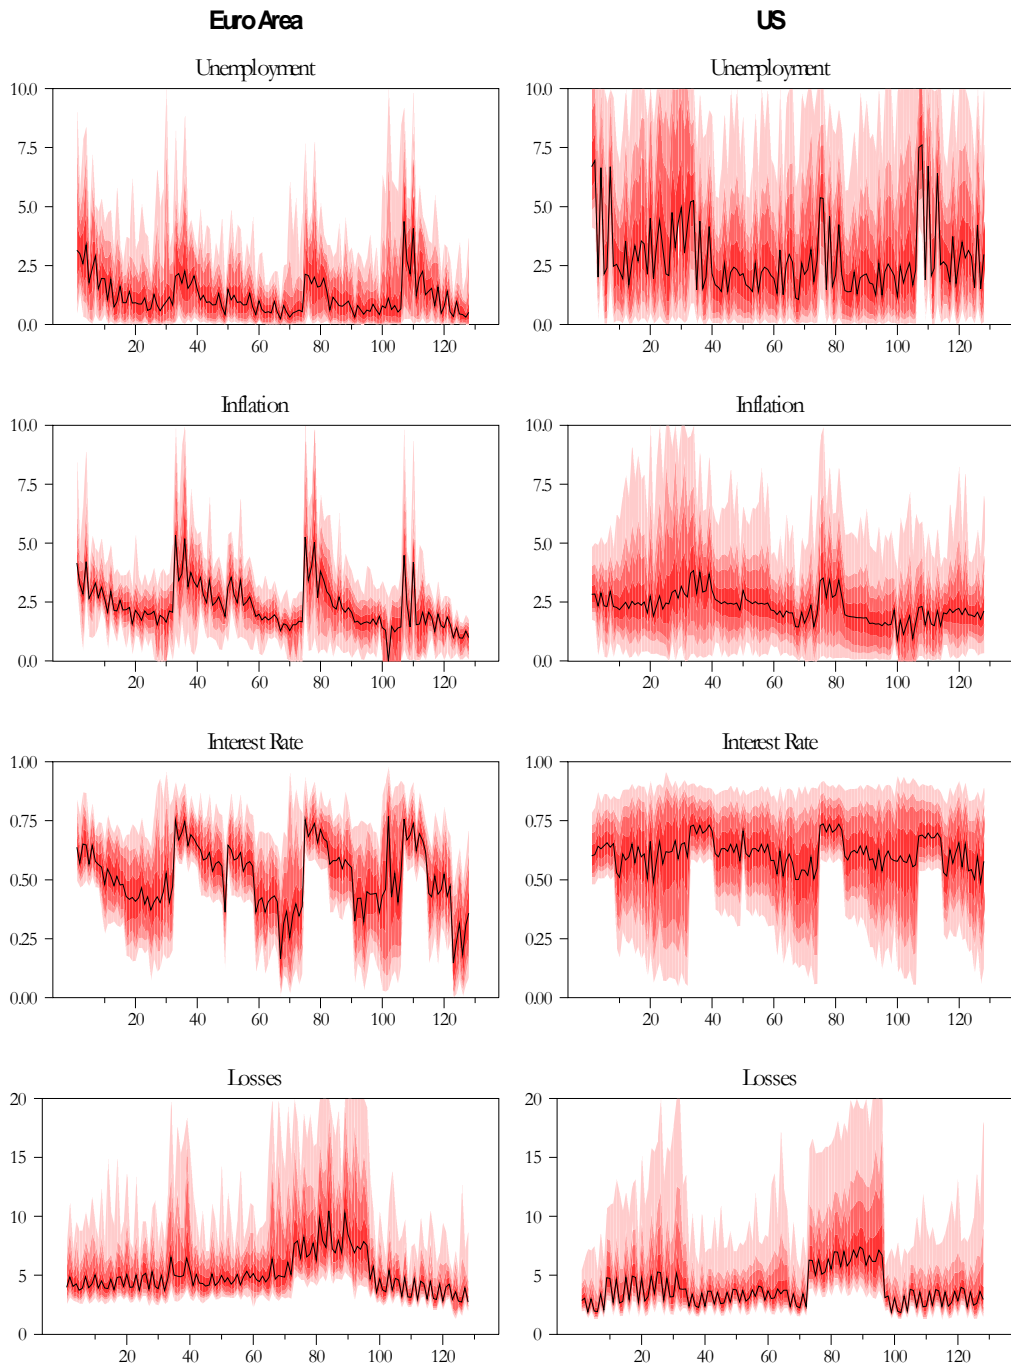 Euro Area US
Unemployment Unemployment
10.0 10.0
7.5 7.5
5.0 5.0
2.5 2.5
0.0 0.0
20 40 60 80 100 120 20 40 60 80 100 120
Inflation Inflation
10.0 10.0
7.5 7.5
5.0 5.0
2.5 2.5
0.0 0.0
20 40 60 80 100 120 20 40 60 80 100 120
Interest Rate Interest Rate
1.00 1.00
0.75 0.75
0.50 0.50
0.25 0.25
0.00 0.00
20 40 60 80 100 120 20 40 60 80 100 120
Losses Losses
20 20
15 15
10 10
5 5
0 0
20 40 60 80 100 120 20 40 60 80 100 120